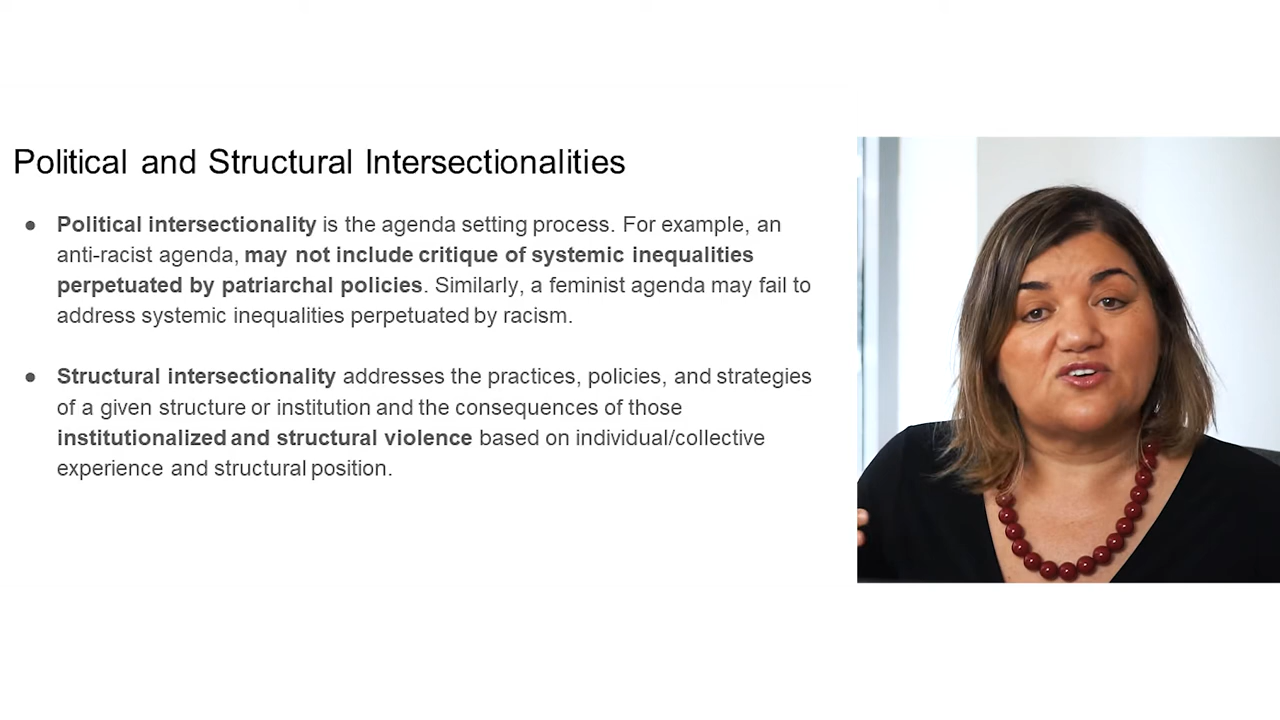 Political and Structural Intersectionalities
● Political intersectionality is the agenda setting process. For example, an
anti-racist agenda, may not include critique of systemic inequalities
perpetuated by patriarchal policies. Similarly, a feminist agenda may fail to
address systemic inequalities perpetuated by racism.
● Structural intersectionality addresses the practices, policies, and strategies
of a given structure or institution and the consequences of those
institutionalized and structural violence based on individual/collective
experience and structural position.